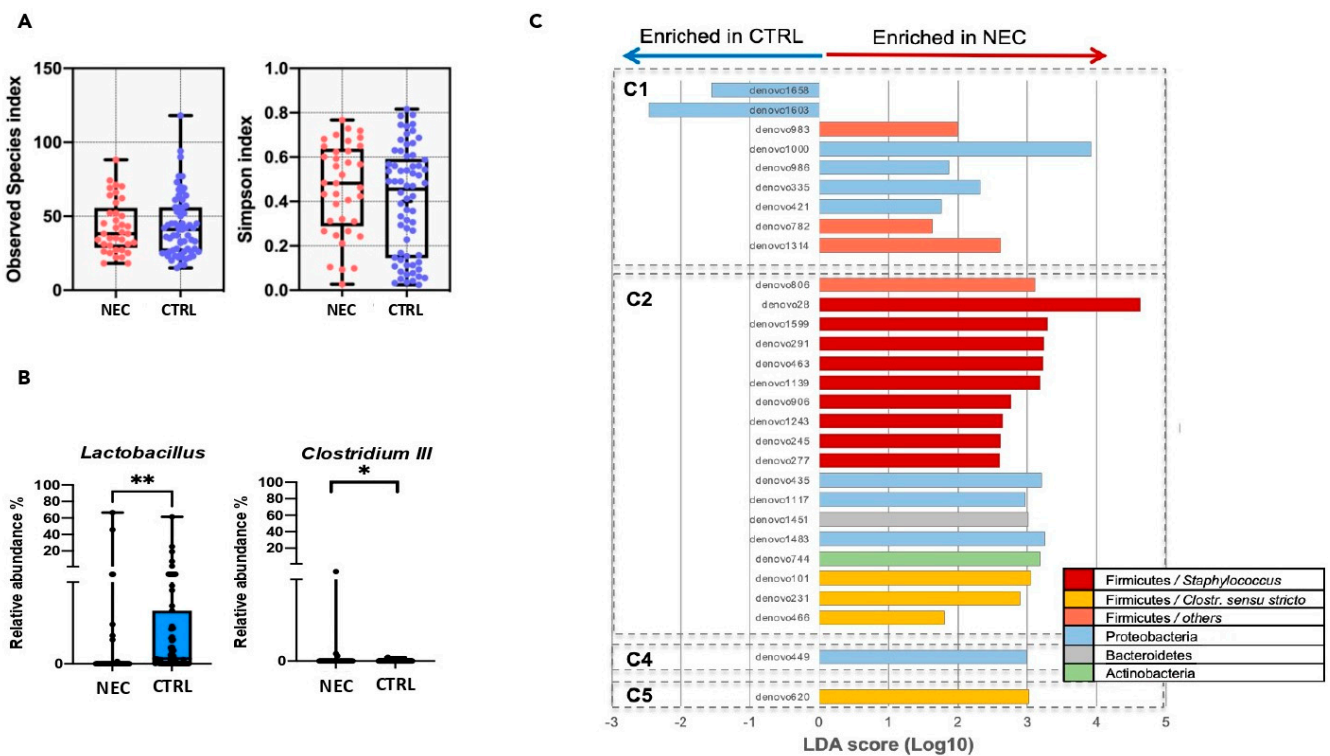 A
Observed Species index
150
100
50
0
NEC CTRL
Simpson index
1.0
0.8
0.6
0.4
0.2
0.0
NEC CTRL
B
Lactobacillus
**
Relative abundance %
100
80
60
40
20
0
NEC CTRL
Clostridium III
*
Relative abundance %
100
80
60
40
20
0
NEC CTRL
C
Enriched in CTRL Enriched in NEC
C1
denovo1658
denovo1603
denovo983
denovo1000
denovo986
denovo335
denovo421
denovo782
denovo1314
C2
denovo806
denovo28
denovo1599
denovo291
denovo463
denovo1139
denovo906
denovo1243
denovo245
denovo277
denovo435
denovo1117
denovo1451
denovo1483
denovo744
denovo101
denovo231
denovo466
C4
denovo449
C5
denovo620
-3 -2 -1 0 1 2 3 4 5
LDA score (Log10)
Firmicutes / Staphylococcus
Firmicutes / Clostr. sensu stricto
Firmicutes / others
Proteobacteria
Bacteroidetes
Actinobacteria